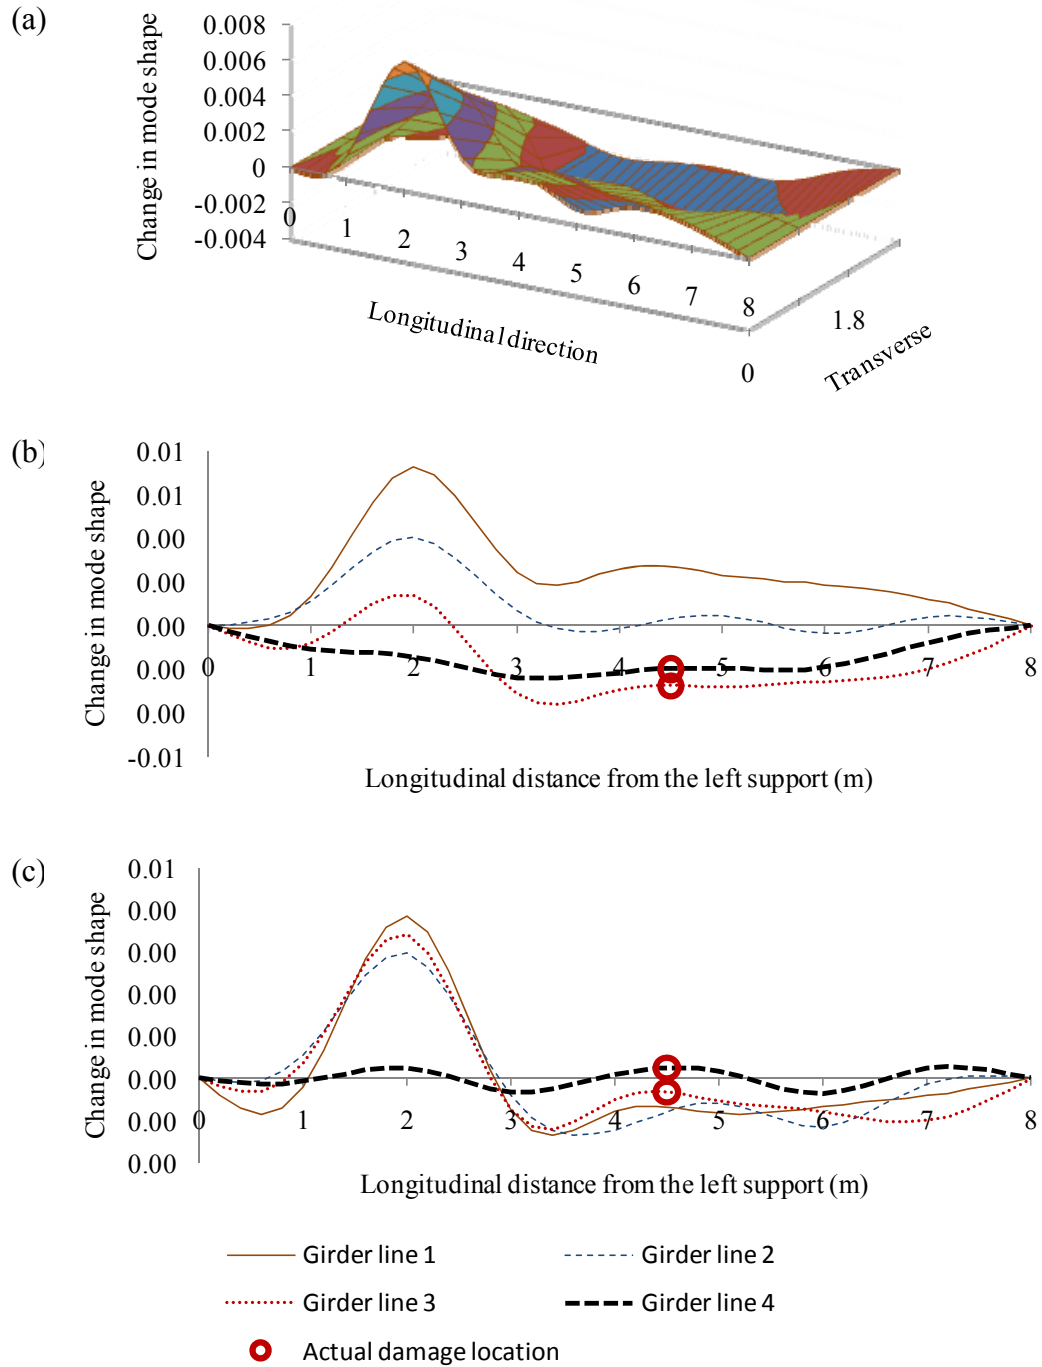 (a)
Change in mode shape
0.008
0.006
0.004
0.002
0
-0.002
-0.004
0 1 2 3 4 5 6 7 8
0 1.8
Longitudinal direction
Transverse
(b)
Change in mode shape
0.01
0.01
0.00
0.00
0.00
0.00
0.00
-0.01
0 1 2 3 4 5 6 7 8
Longitudinal distance from the left support (m)
(c)
Change in mode shape
0.01
0.00
0.00
0.00
0.00
0.00
0.00
0.00
0 1 2 3 4 5 6 7 8
Longitudinal distance from the left support (m)
Girder line 1 Girder line 2
Girder line 3 Girder line 4
Actual damage location